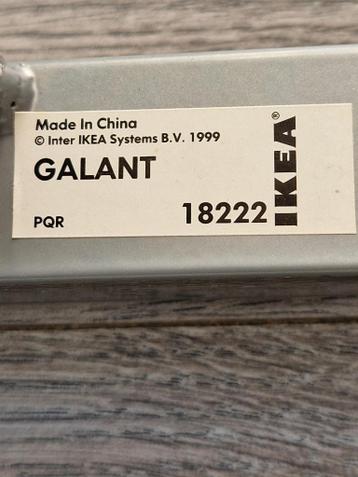 Made In China
© Inter IKEA Systems B.V. 1999
GALANT
PQR
18222
IKEA®